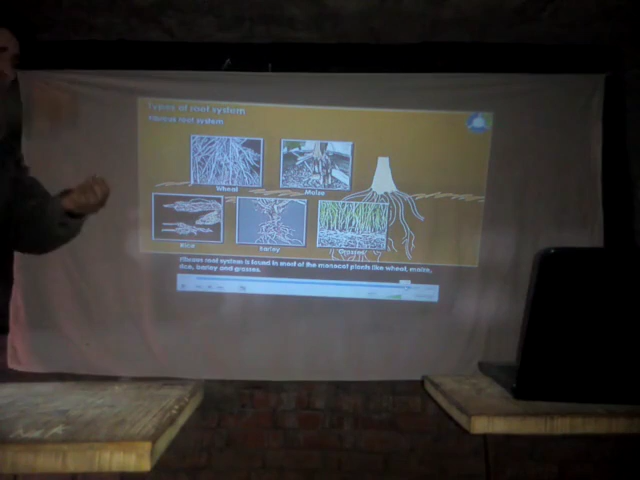 Types of root system
Fibrous root system
Wheat
Maize
Rice
Barley
Grasses
Fibrous root system is found in most of the monocot plants like wheat, maize,
rice, barley and grasses.